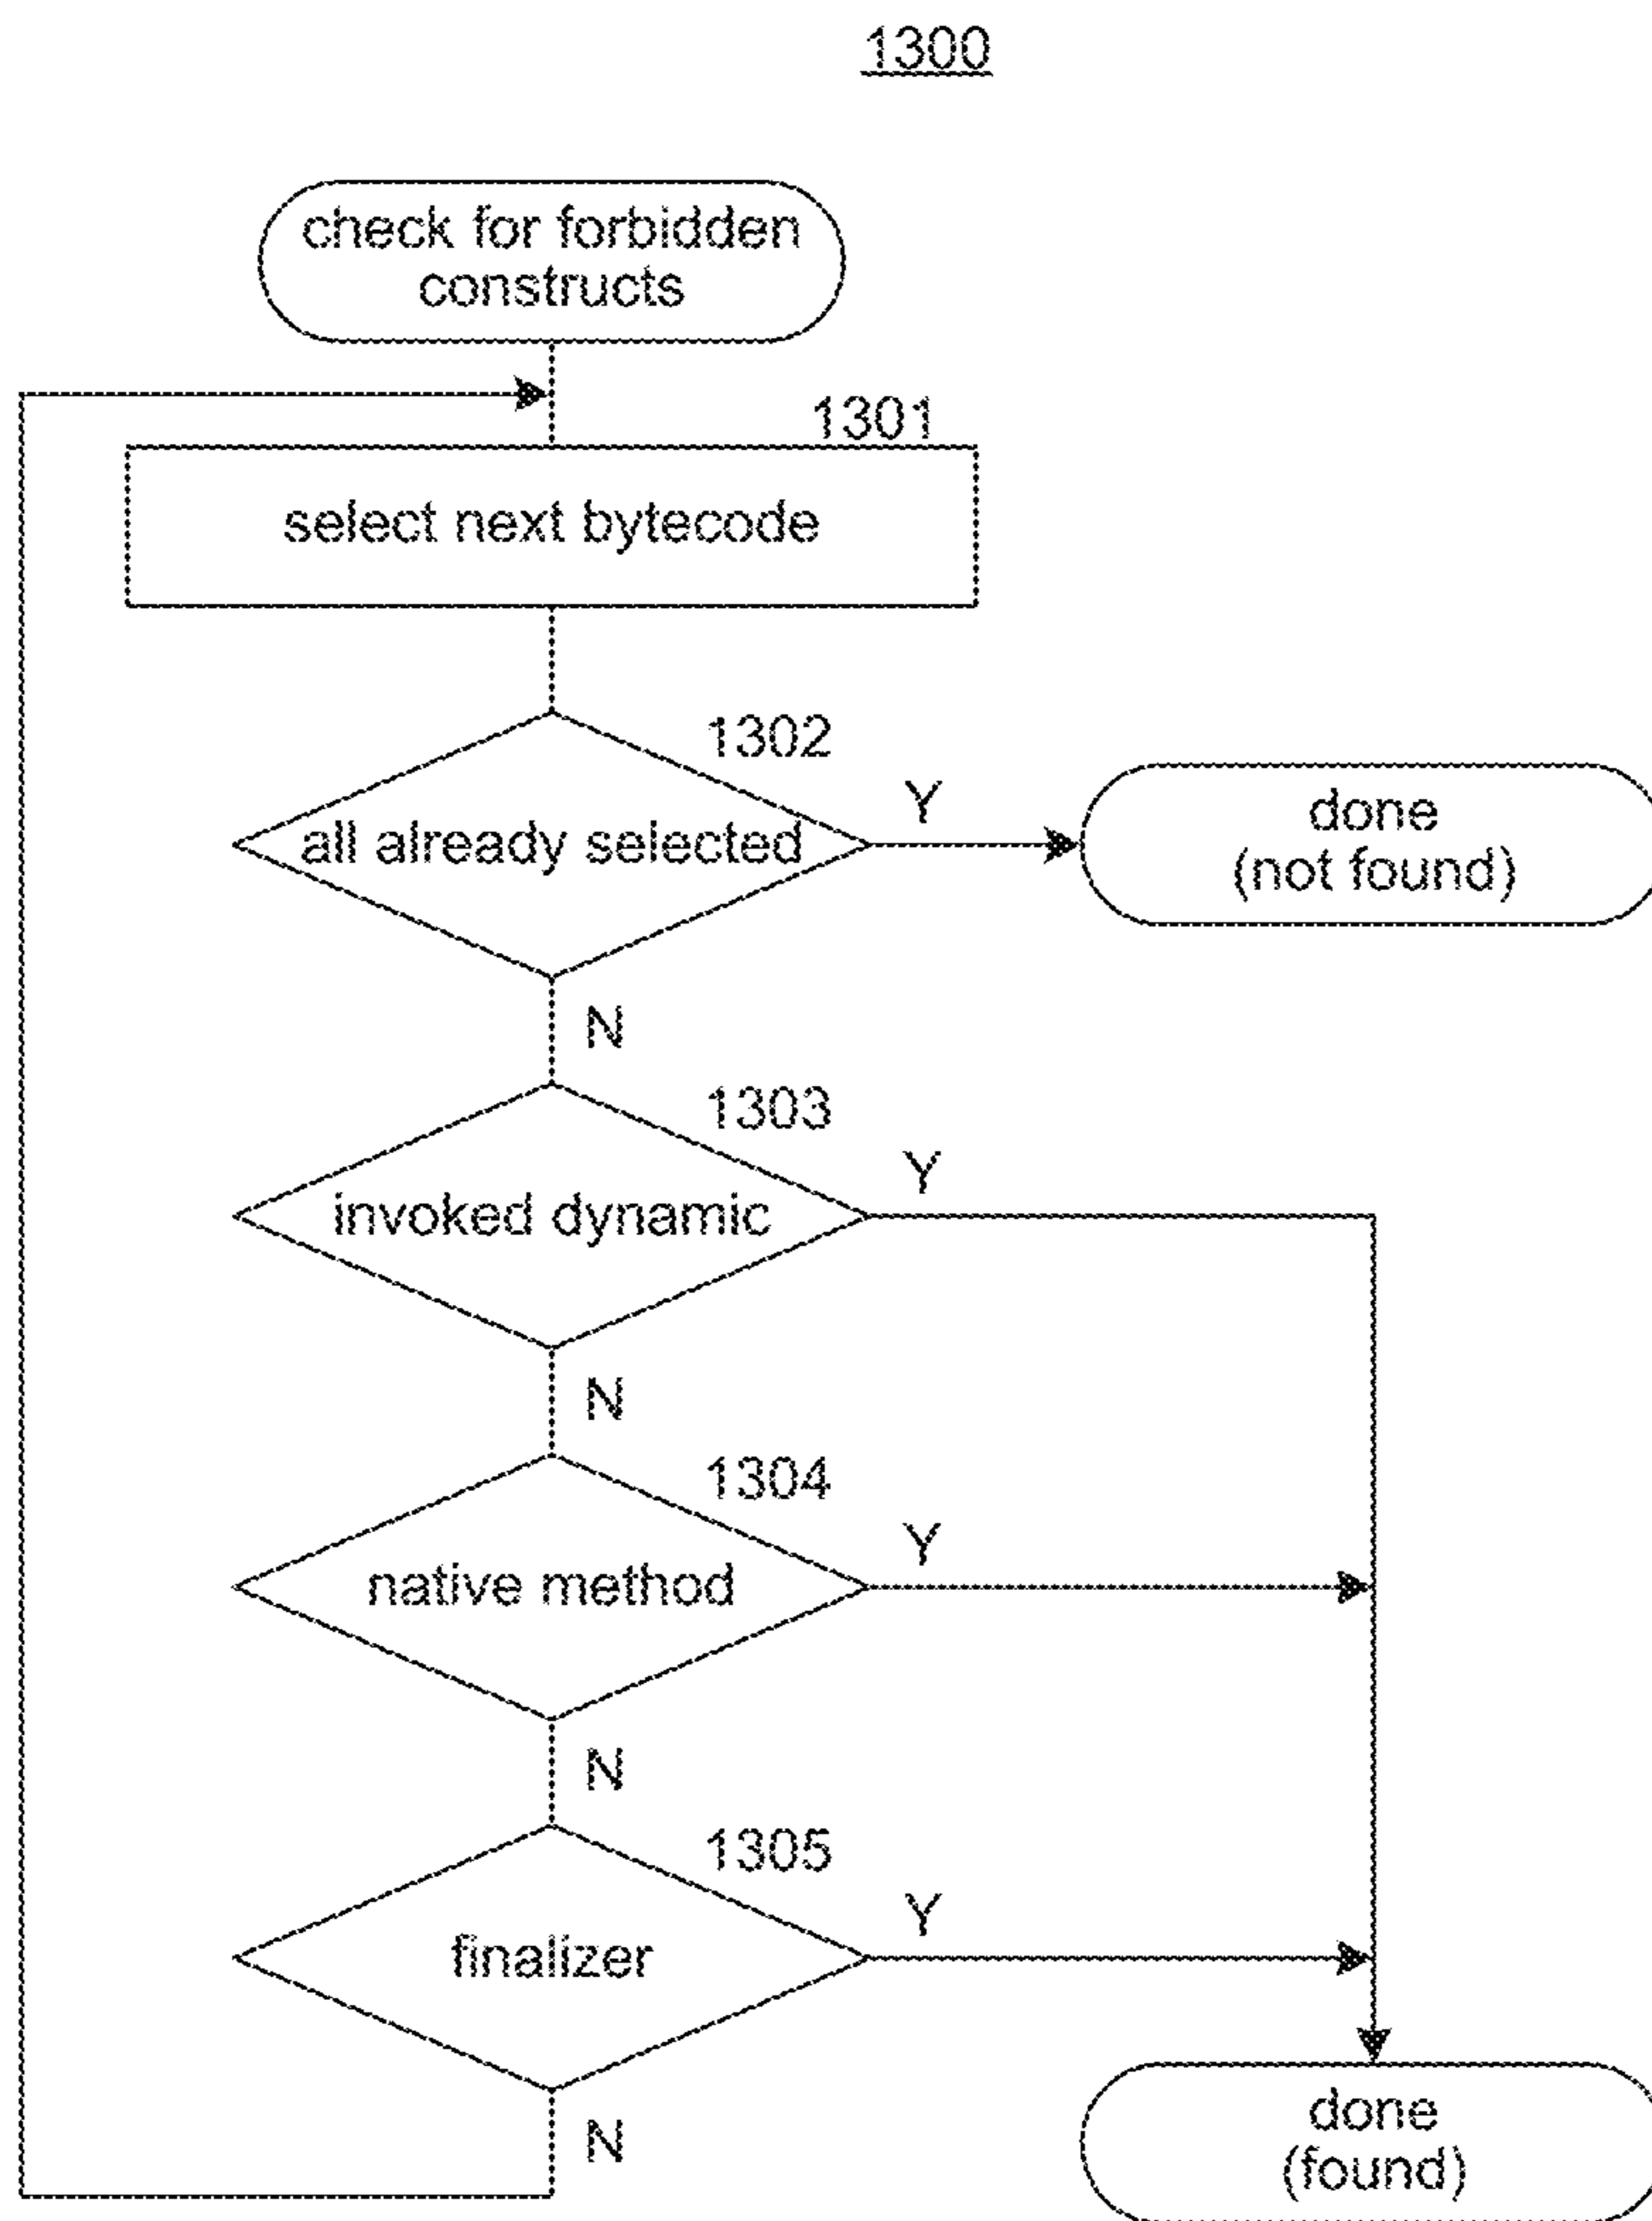 1300
check for forbidden
constructs
1301
select next bytecode
1302
all already selected
Y
done
(not found)
N
1303
invoked dynamic
Y
N
1304
native method
Y
N
1305
finalizer
Y
N
done
(found)